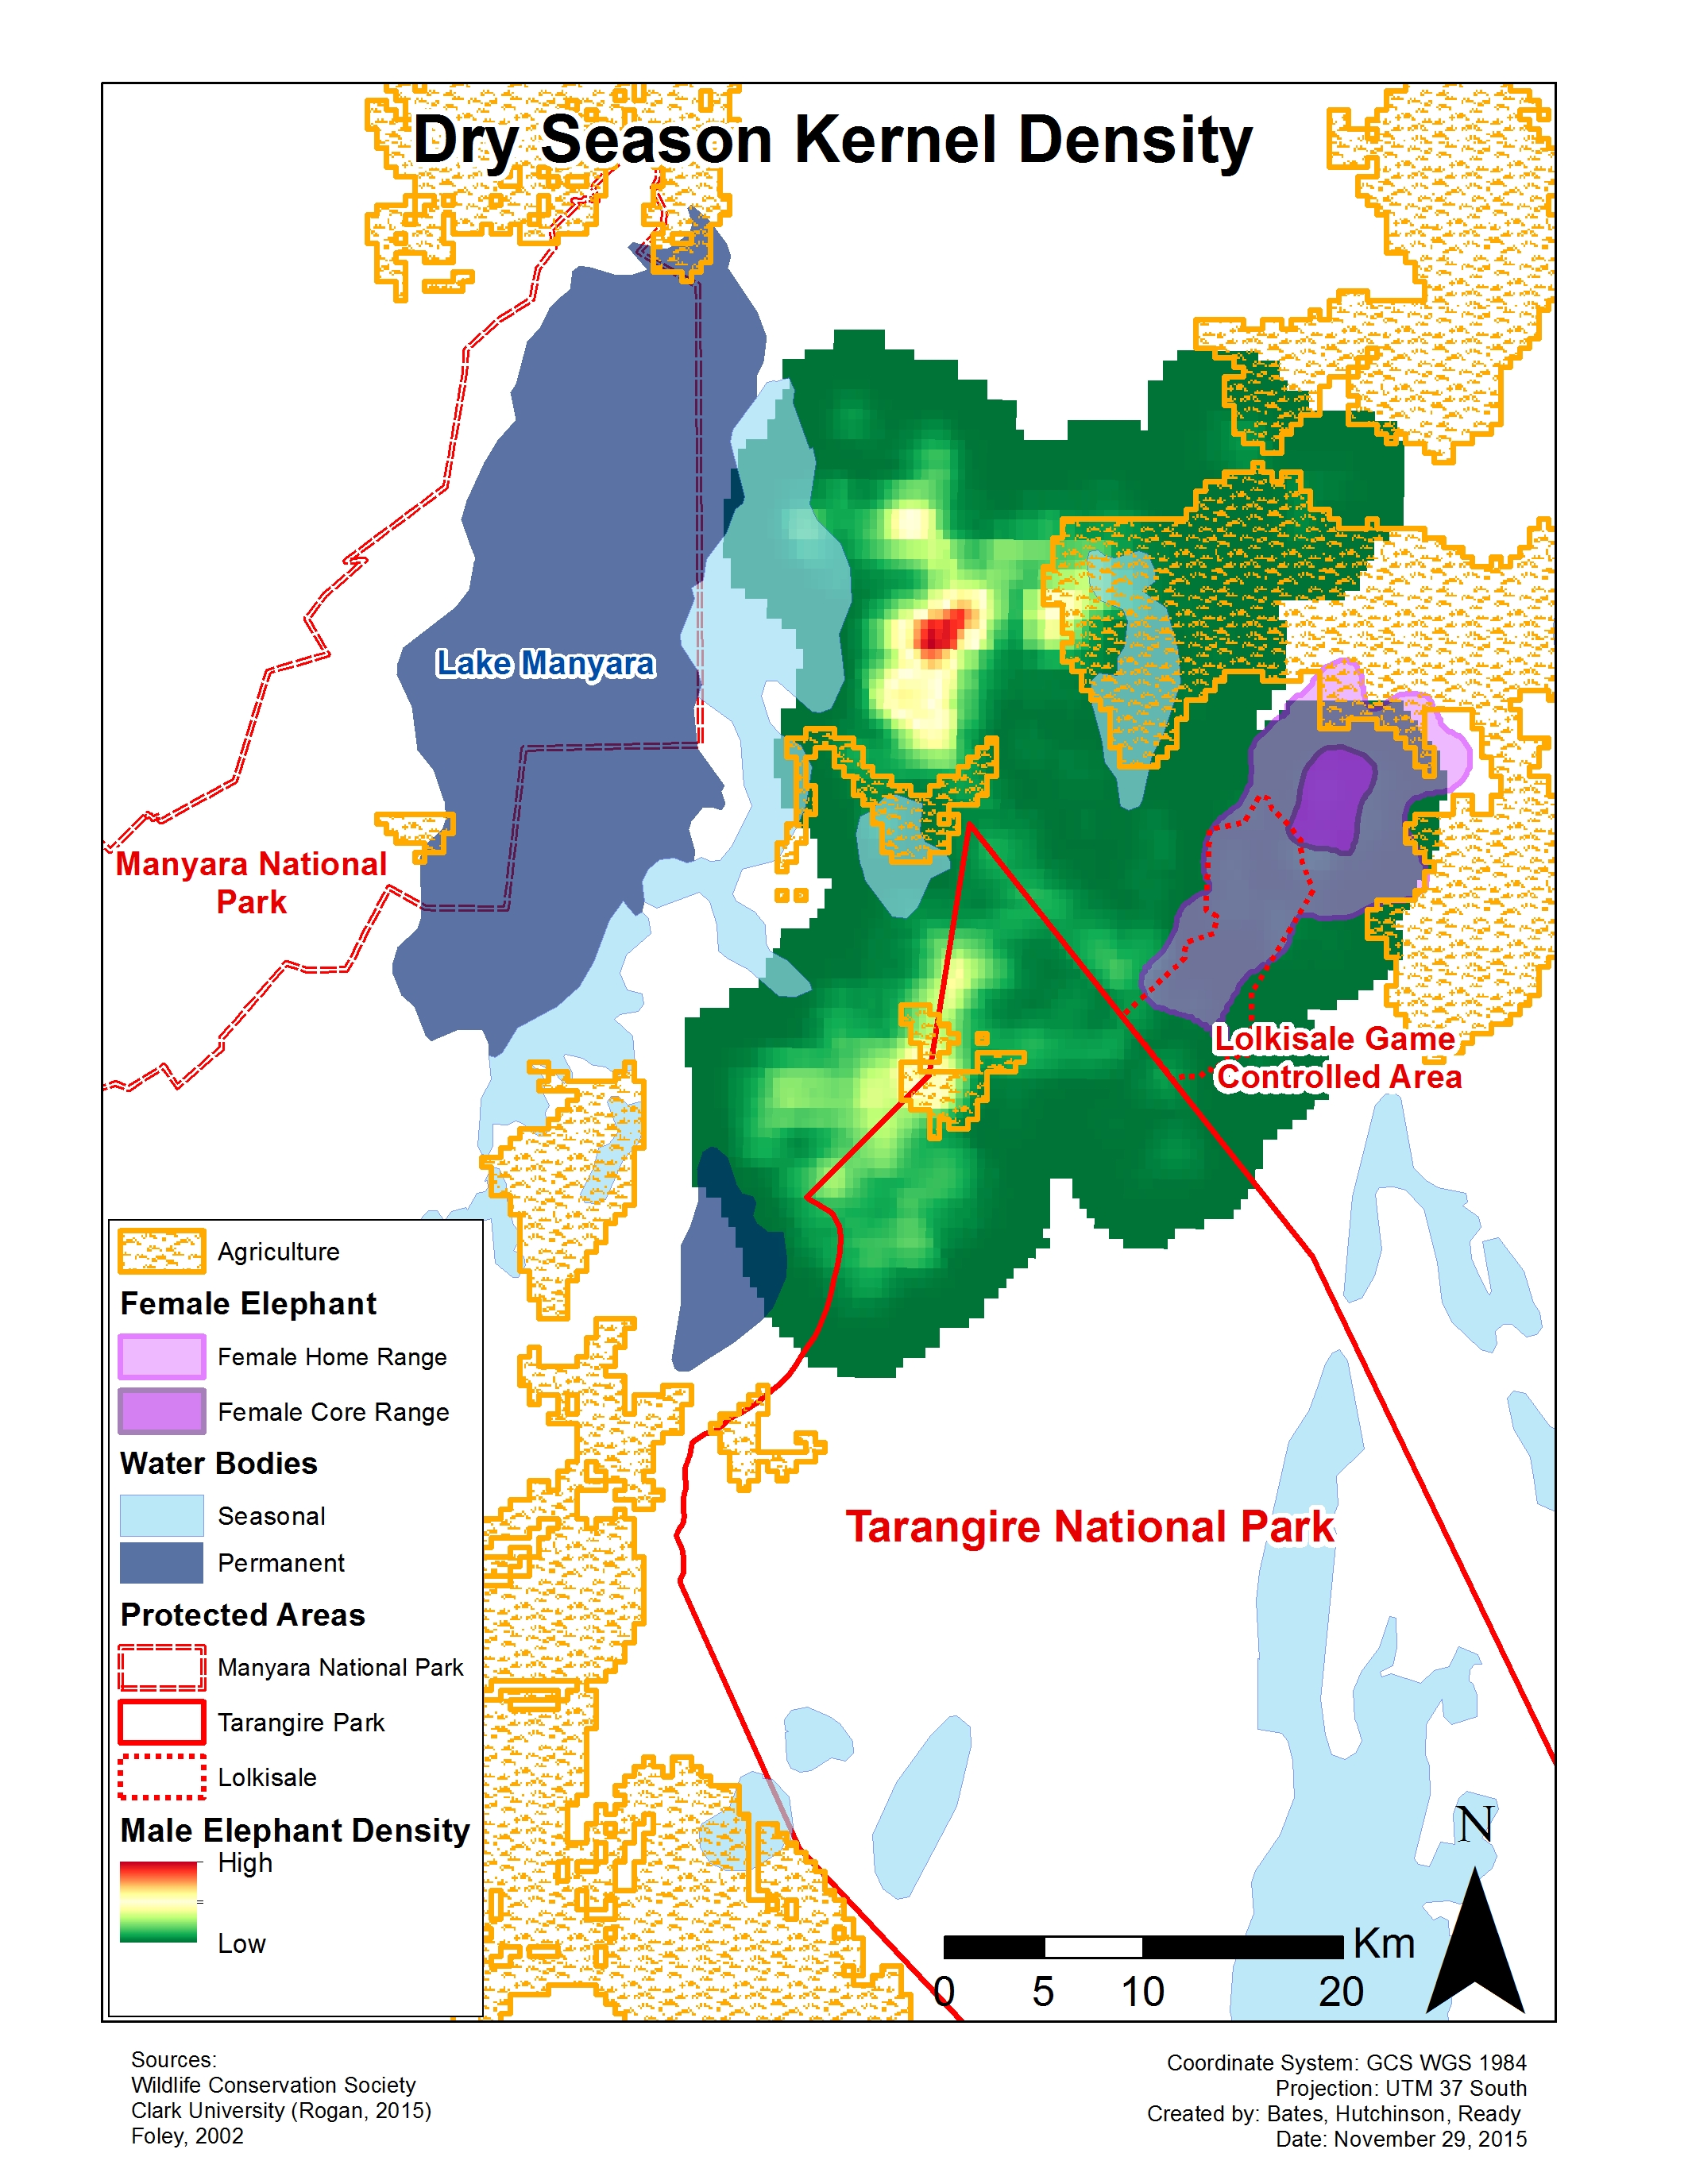 Dry Season Kernel Density
Lake Manyara
Manyara National
Park
Lolkisale Game
Controlled Area
Agriculture
Female Elephant
Female Home Range
Female Core Range
Water Bodies
Seasonal
Permanent
Protected Areas
Manyara National Park
Tarangire Park
Lolkisale
Male Elephant Density
High
Low
Tarangire National Park
N
Km
0 5 10 20
Sources:
Wildlife Conservation Society
Clark University (Rogan, 2015)
Foley, 2002
Coordinate System: GCS WGS 1984
Projection: UTM 37 South
Created by: Bates, Hutchinson, Ready
Date: November 29, 2015